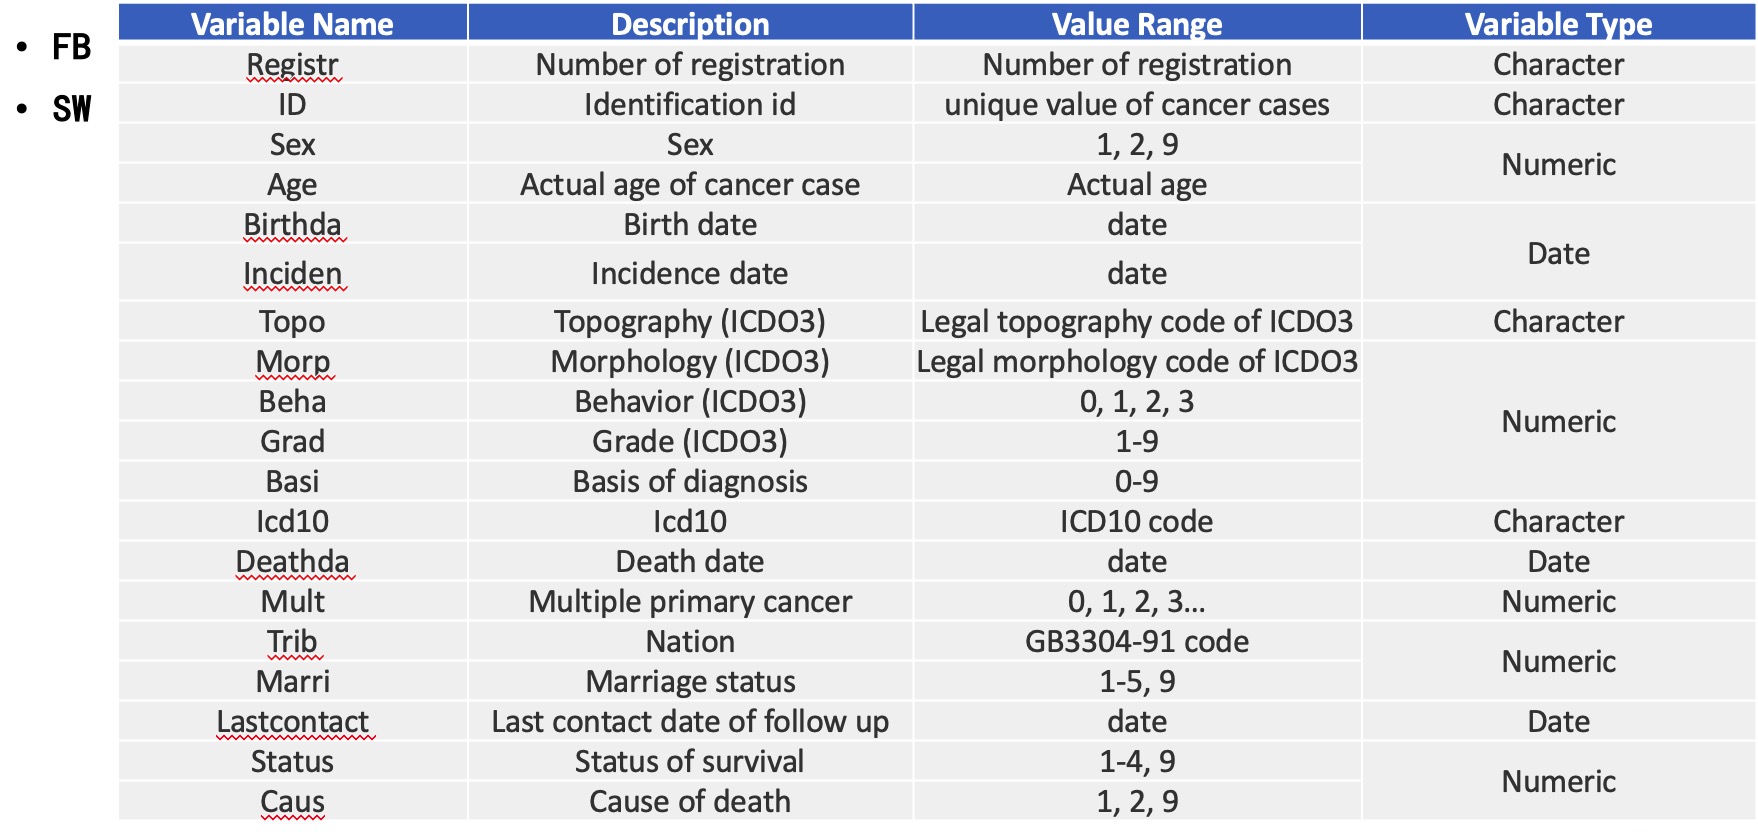 • FB
• SW
Variable Name Description Value Range Variable Type
Registr Number of registration Number of registration Character
ID Identification id unique value of cancer cases Character
Sex Sex 1, 2, 9 Numeric
Age Actual age of cancer case Actual age
Birthda Birth date date Date
Inciden Incidence date date
Topo Topography (ICDO3) Legal topography code of ICDO3 Character
Morp Morphology (ICDO3) Legal morphology code of ICDO3 Numeric
Beha Behavior (ICDO3) 0, 1, 2, 3
Grad Grade (ICDO3) 1-9
Basi Basis of diagnosis 0-9
Icd10 Icd10 ICD10 code Character
Deathda Death date date Date
Mult Multiple primary cancer 0, 1, 2, 3... Numeric
Trib Nation GB3304-91 code Numeric
Marri Marriage status 1-5, 9
Lastcontact Last contact date of follow up date Date
Status Status of survival 1-4, 9 Numeric
Caus Cause of death 1, 2, 9